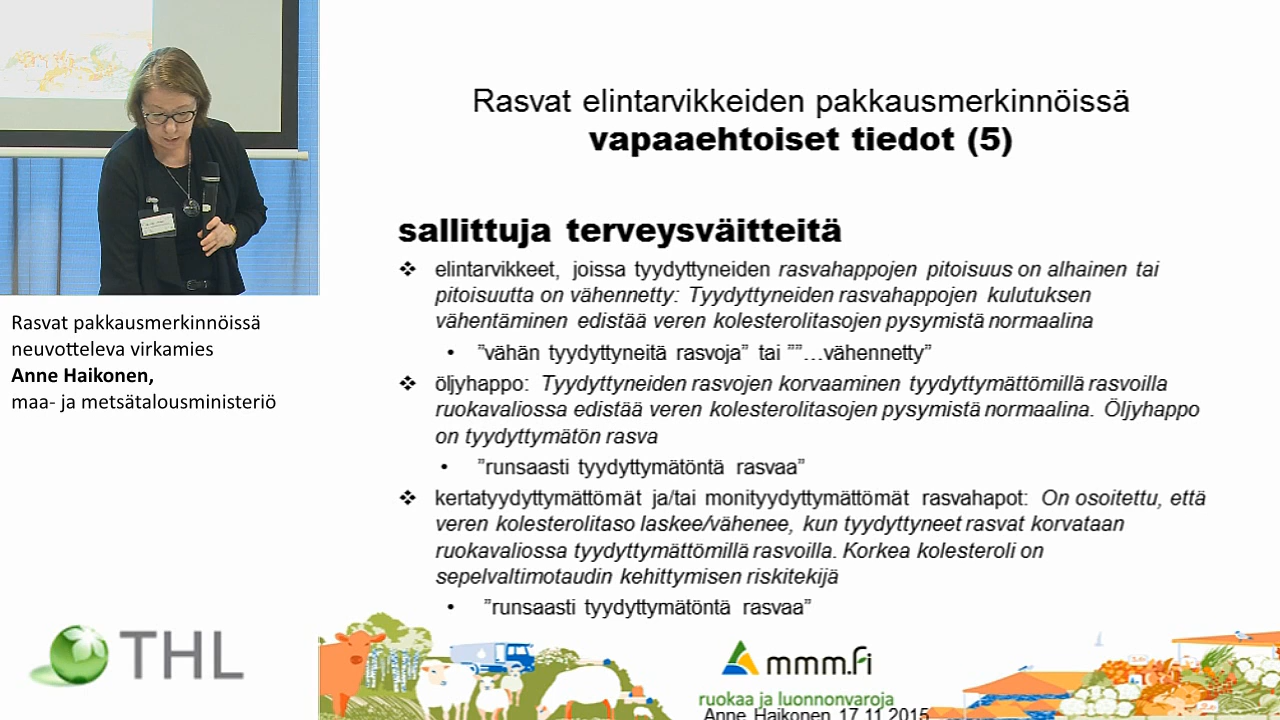 Rasvat elintarvikkeiden pakkausmerkinnöissä
vapaaehtoiset tiedot (5)
sallittuja terveysväitteitä
❖ elintarvikkeet, joissa tyydyttyneiden rasvahappojen pitoisuus on alhainen tai
pitoisuutta on vähennetty: Tyydyttyneiden rasvahappojen kulutuksen
vähentäminen edistää veren kolesterolitasojen pysymistä normaalina
• ”vähän tyydyttyneitä rasvoja” tai ””…vähennetty”
❖ öljyhappo: Tyydyttyneiden rasvojen korvaaminen tyydyttymättömillä rasvoilla
ruokavaliossa edistää veren kolesterolitasojen pysymistä normaalina. Öljyhappo
on tyydyttymätön rasva
• ”runsaasti tyydyttymätöntä rasvaa”
❖ kertatyydyttymättömät ja/tai monityydyttymättömät rasvahapot: On osoitettu, että
veren kolesterolitaso laskee/vähenee, kun tyydyttyneet rasvat korvataan
ruokavaliossa tyydyttymättömillä rasvoilla. Korkea kolesteroli on
sepelvaltimotaudin kehittymisen riskitekijä
• ”runsaasti tyydyttymätöntä rasvaa”
Rasvat pakkausmerkinnöissä
neuvotteleva virkamies
Anne Haikonen,
maa- ja metsätalousministeriö
THL
mmm.fi
ruokaa ja luonnonvaroja
Anne Haikonen 17.11.2015